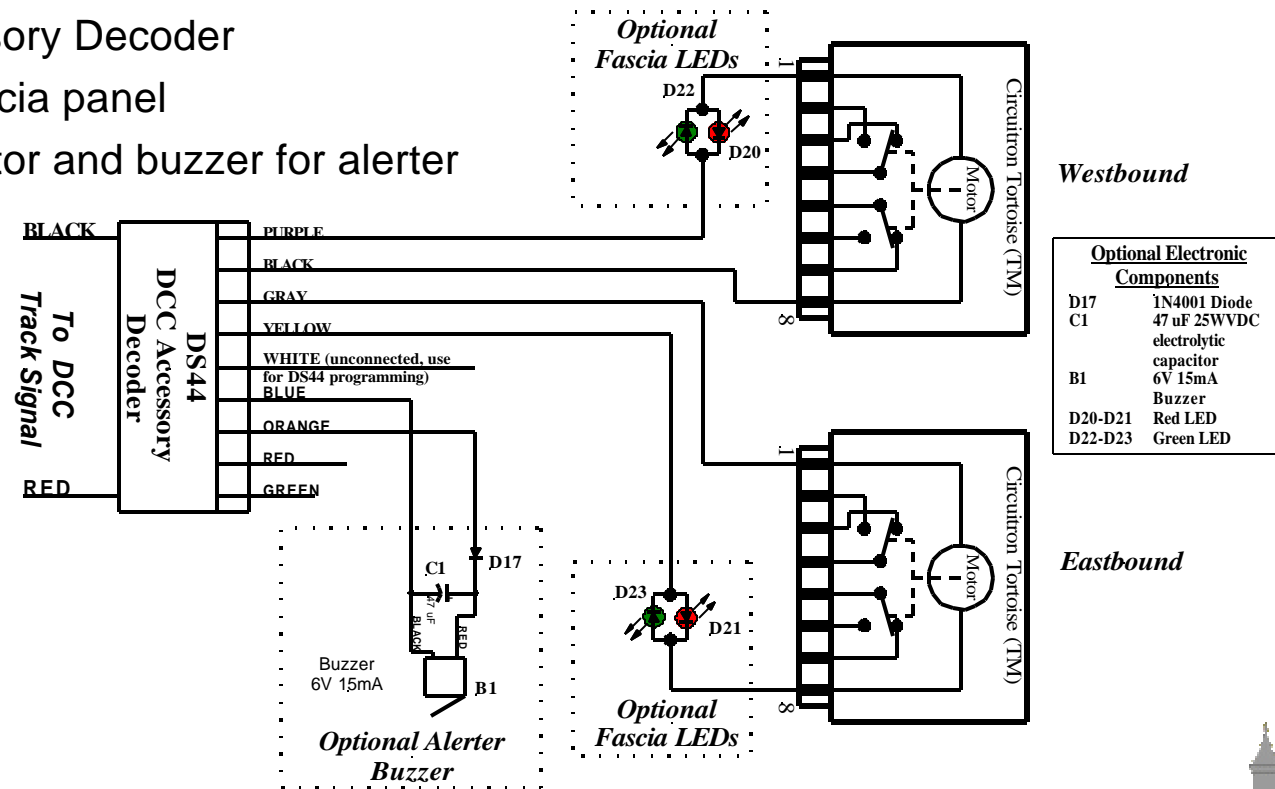 sory Decoder
cia panel
tor and buzzer for alerter
Optional
Fascia LEDs
D22
D20
1
8
Motor
Circuitron Tortoise (TM)
Westbound
BLACK
RED
To DCC
Track Signal
DS44
DCC Accessory
Decoder
PURPLE
BLACK
GRAY
YELLOW
WHITE (unconnected, use
for DS44 programming)
BLUE
ORANGE
RED
GREEN
Optional Electronic
Components
D17 1N4001 Diode
C1 47 uF 25WVDC
electrolytic
capacitor
B1 6V 15mA
Buzzer
D20-D21 Red LED
D22-D23 Green LED
1
8
Motor
Circuitron Tortoise (TM)
Eastbound
D17
C1
47 uF
BLACK
RED
Buzzer
6V 15mA
B1
Optional Alerter
Buzzer
D23
D21
Optional
Fascia LEDs